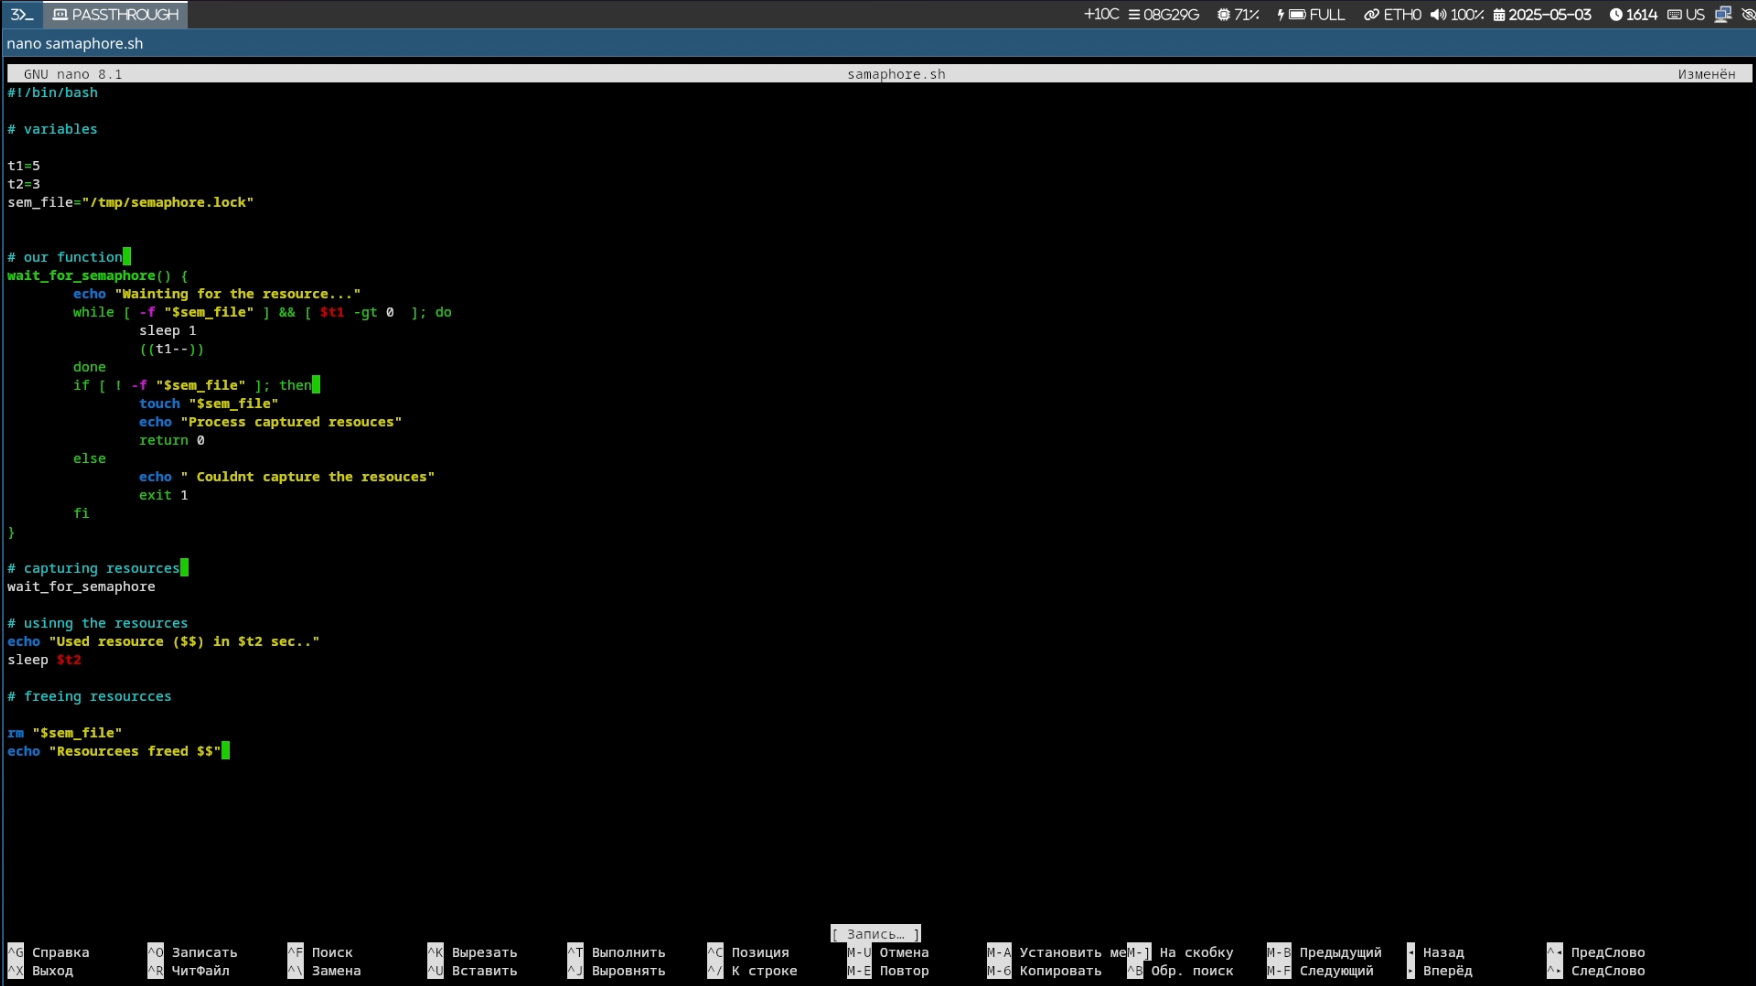 3>_ PASSTHROUGH +10C 08G29G 71% FULL ETH0 100% 2025-05-03 1614 US
nano samaphore.sh
GNU nano 8.1 samaphore.sh Изменён
#!/bin/bash
# variables
t1=5
t2=3
sem_file="/tmp/semaphore.lock"
# our function
wait_for_semaphore() {
echo "Wainting for the resource..."
while [ -f "$sem_file" ] && [ $t1 -gt 0  ]; do
sleep 1
((t1--))
done
if [ ! -f "$sem_file" ]; then
touch "$sem_file"
echo "Process captured resouces"
return 0
else
echo " Couldnt capture the resouces"
exit 1
fi
}
# capturing resources
wait_for_semaphore
# usinng the resources
echo "Used resource ($$) in $t2 sec.."
sleep $t2
# freeing resourcces
rm "$sem_file"
echo "Resourcees freed $$"
[ Запись… ]
^G Справка ^O Записать ^F Поиск ^K Вырезать ^T Выполнить ^C Позиция M-U Отмена M-A Установить ме M-] На скобку M-B Предыдущий ◂ Назад ^◂ ПредСлово
^X Выход ^R ЧитФайл ^\ Замена ^U Вставить ^J Выровнять ^/ К строке M-E Повтор M-6 Копировать ^B Обр. поиск M-F Следующий ▸ Вперёд ^▸ СледСлово